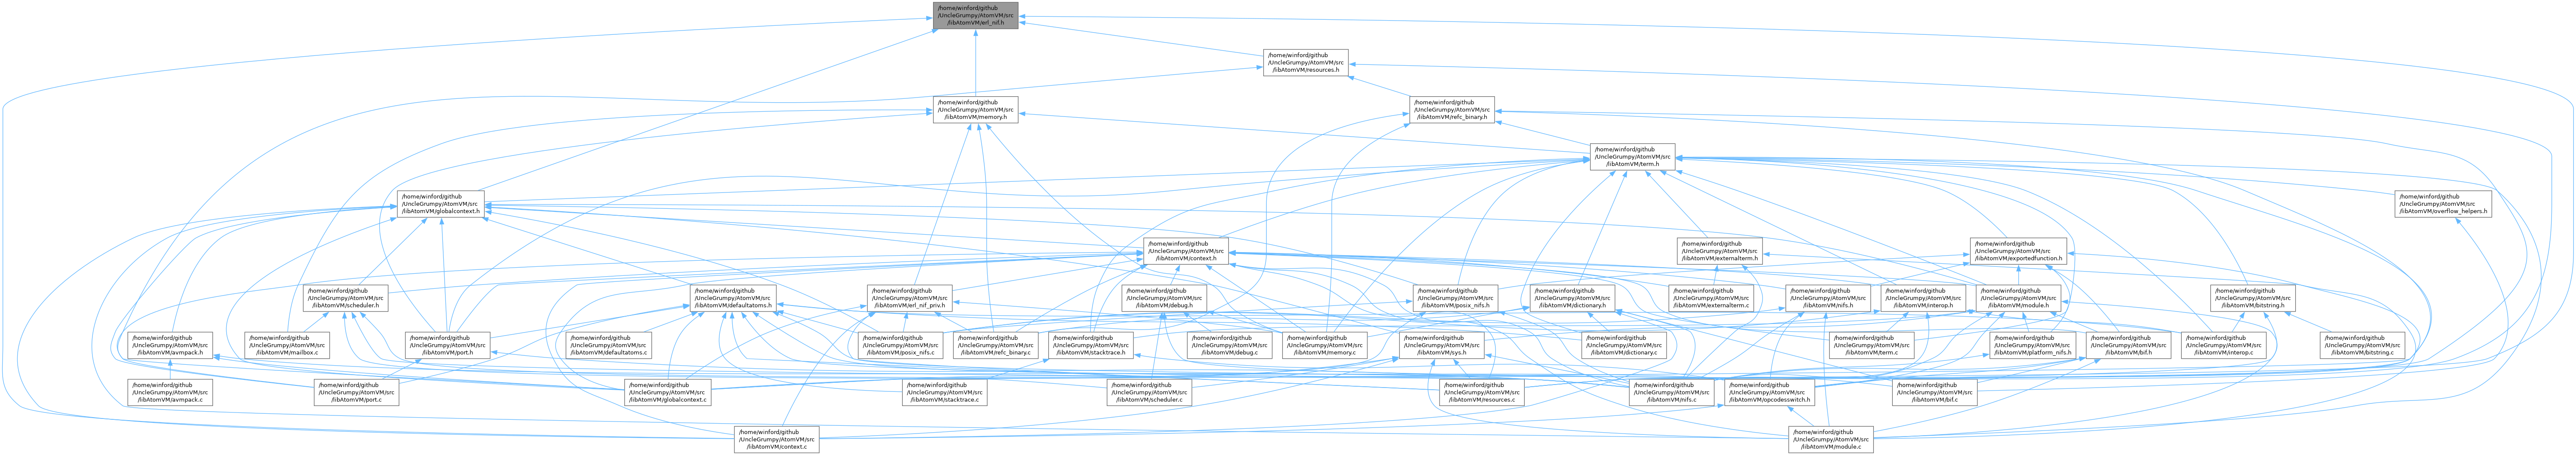 /home/winford/github
/UncleGrumpy/AtomVM/src
/libAtomVM/erl_nif.h
/home/winford/github
/UncleGrumpy/AtomVM/src
/libAtomVM/resources.h
/home/winford/github
/UncleGrumpy/AtomVM/src
/libAtomVM/memory.h
/home/winford/github
/UncleGrumpy/AtomVM/src
/libAtomVM/refc_binary.h
/home/winford/github
/UncleGrumpy/AtomVM/src
/libAtomVM/term.h
/home/winford/github
/UncleGrumpy/AtomVM/src
/libAtomVM/globalcontext.h
/home/winford/github
/UncleGrumpy/AtomVM/src
/libAtomVM/overflow_helpers.h
/home/winford/github
/UncleGrumpy/AtomVM/src
/libAtomVM/context.h
/home/winford/github
/UncleGrumpy/AtomVM/src
/libAtomVM/externalterm.h
/home/winford/github
/UncleGrumpy/AtomVM/src
/libAtomVM/exportedfunction.h
/home/winford/github
/UncleGrumpy/AtomVM/src
/libAtomVM/scheduler.h
/home/winford/github
/UncleGrumpy/AtomVM/src
/libAtomVM/defaultatoms.h
/home/winford/github
/UncleGrumpy/AtomVM/src
/libAtomVM/erl_nif_priv.h
/home/winford/github
/UncleGrumpy/AtomVM/src
/libAtomVM/debug.h
/home/winford/github
/UncleGrumpy/AtomVM/src
/libAtomVM/posix_nifs.h
/home/winford/github
/UncleGrumpy/AtomVM/src
/libAtomVM/dictionary.h
/home/winford/github
/UncleGrumpy/AtomVM/src
/libAtomVM/externalterm.c
/home/winford/github
/UncleGrumpy/AtomVM/src
/libAtomVM/nifs.h
/home/winford/github
/UncleGrumpy/AtomVM/src
/libAtomVM/interop.h
/home/winford/github
/UncleGrumpy/AtomVM/src
/libAtomVM/module.h
/home/winford/github
/UncleGrumpy/AtomVM/src
/libAtomVM/bitstring.h
/home/winford/github
/UncleGrumpy/AtomVM/src
/libAtomVM/avmpack.h
/home/winford/github
/UncleGrumpy/AtomVM/src
/libAtomVM/mailbox.c
/home/winford/github
/UncleGrumpy/AtomVM/src
/libAtomVM/port.h
/home/winford/github
/UncleGrumpy/AtomVM/src
/libAtomVM/defaultatoms.c
/home/winford/github
/UncleGrumpy/AtomVM/src
/libAtomVM/posix_nifs.c
/home/winford/github
/UncleGrumpy/AtomVM/src
/libAtomVM/refc_binary.c
/home/winford/github
/UncleGrumpy/AtomVM/src
/libAtomVM/stacktrace.h
/home/winford/github
/UncleGrumpy/AtomVM/src
/libAtomVM/debug.c
/home/winford/github
/UncleGrumpy/AtomVM/src
/libAtomVM/memory.c
/home/winford/github
/UncleGrumpy/AtomVM/src
/libAtomVM/sys.h
/home/winford/github
/UncleGrumpy/AtomVM/src
/libAtomVM/dictionary.c
/home/winford/github
/UncleGrumpy/AtomVM/src
/libAtomVM/term.c
/home/winford/github
/UncleGrumpy/AtomVM/src
/libAtomVM/platform_nifs.h
/home/winford/github
/UncleGrumpy/AtomVM/src
/libAtomVM/bif.h
/home/winford/github
/UncleGrumpy/AtomVM/src
/libAtomVM/interop.c
/home/winford/github
/UncleGrumpy/AtomVM/src
/libAtomVM/bitstring.c
/home/winford/github
/UncleGrumpy/AtomVM/src
/libAtomVM/avmpack.c
/home/winford/github
/UncleGrumpy/AtomVM/src
/libAtomVM/port.c
/home/winford/github
/UncleGrumpy/AtomVM/src
/libAtomVM/globalcontext.c
/home/winford/github
/UncleGrumpy/AtomVM/src
/libAtomVM/stacktrace.c
/home/winford/github
/UncleGrumpy/AtomVM/src
/libAtomVM/scheduler.c
/home/winford/github
/UncleGrumpy/AtomVM/src
/libAtomVM/resources.c
/home/winford/github
/UncleGrumpy/AtomVM/src
/libAtomVM/nifs.c
/home/winford/github
/UncleGrumpy/AtomVM/src
/libAtomVM/opcodesswitch.h
/home/winford/github
/UncleGrumpy/AtomVM/src
/libAtomVM/bif.c
/home/winford/github
/UncleGrumpy/AtomVM/src
/libAtomVM/context.c
/home/winford/github
/UncleGrumpy/AtomVM/src
/libAtomVM/module.c